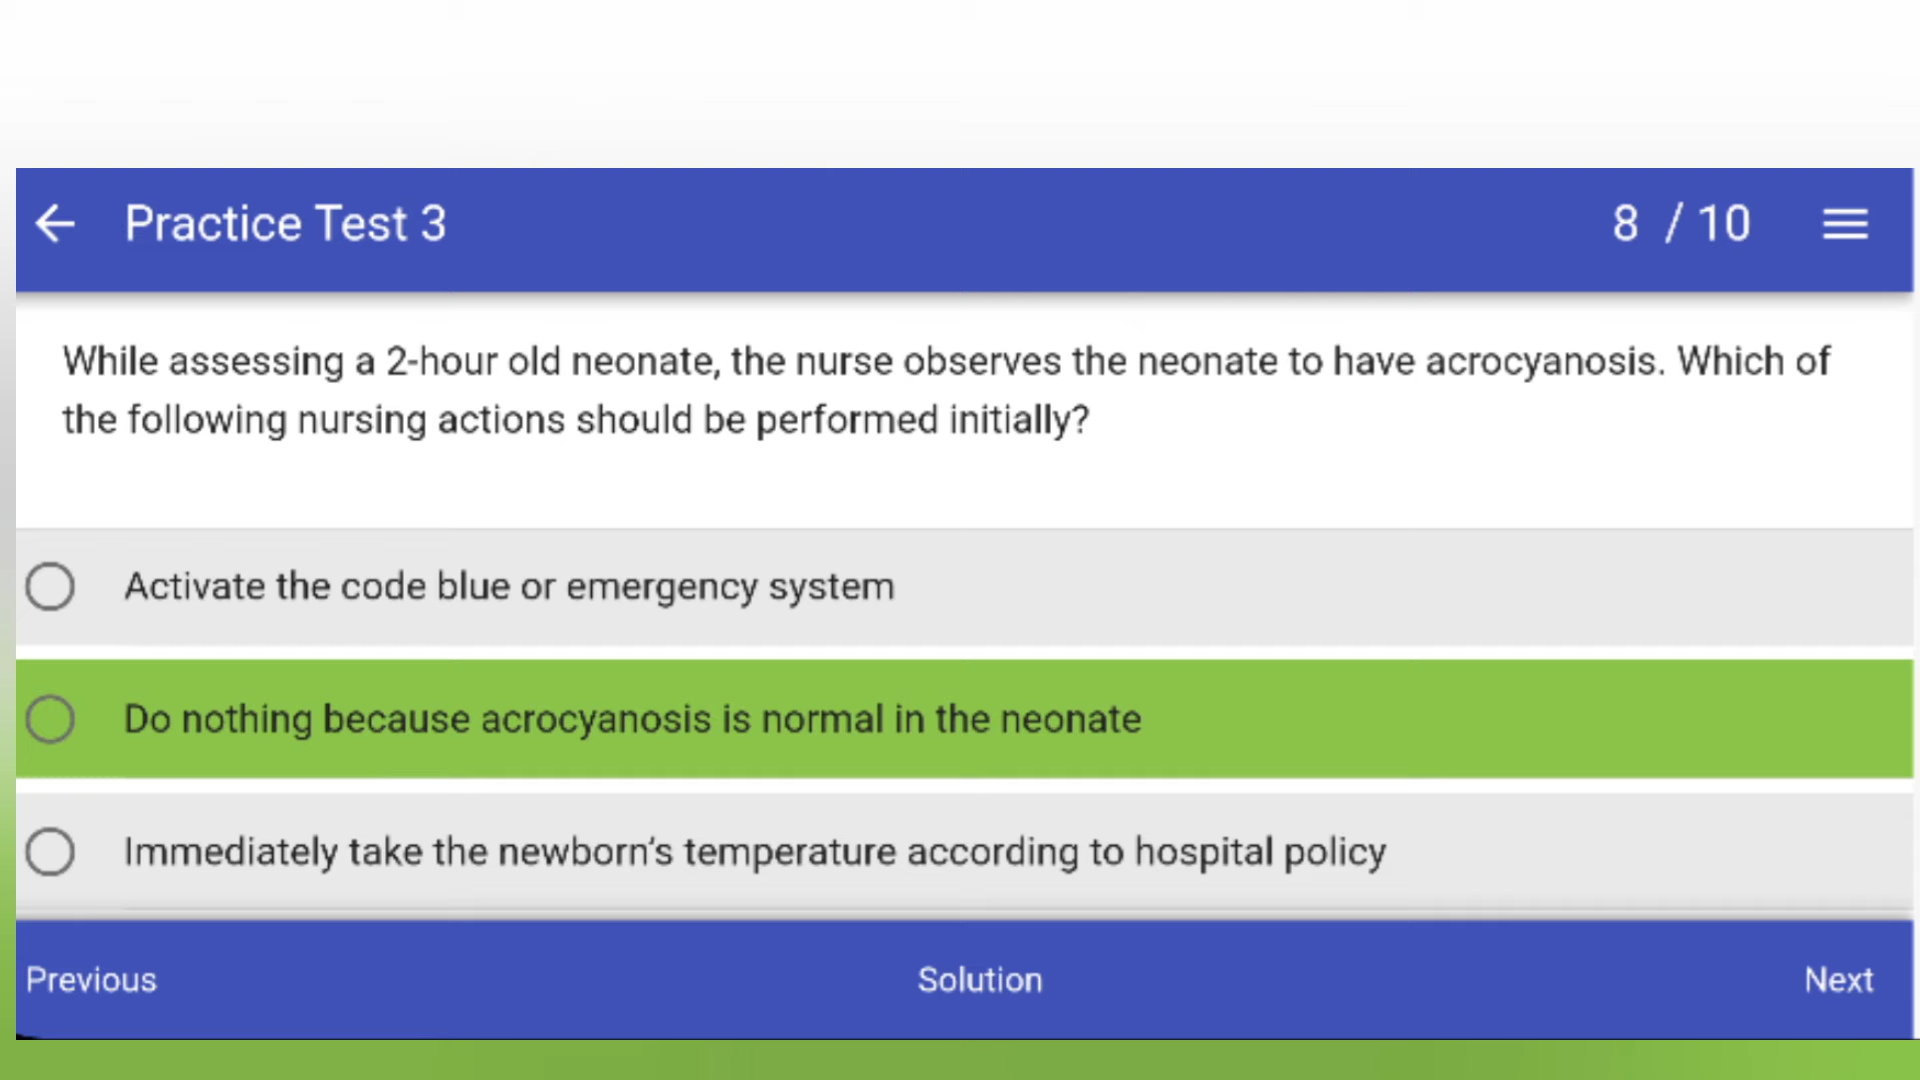 Practice Test 3
8 / 10
While assessing a 2-hour old neonate, the nurse observes the neonate to have acrocyanosis. Which of
the following nursing actions should be performed initially?
Activate the code blue or emergency system
Do nothing because acrocyanosis is normal in the neonate
Immediately take the newborn’s temperature according to hospital policy
Previous
Solution
Next